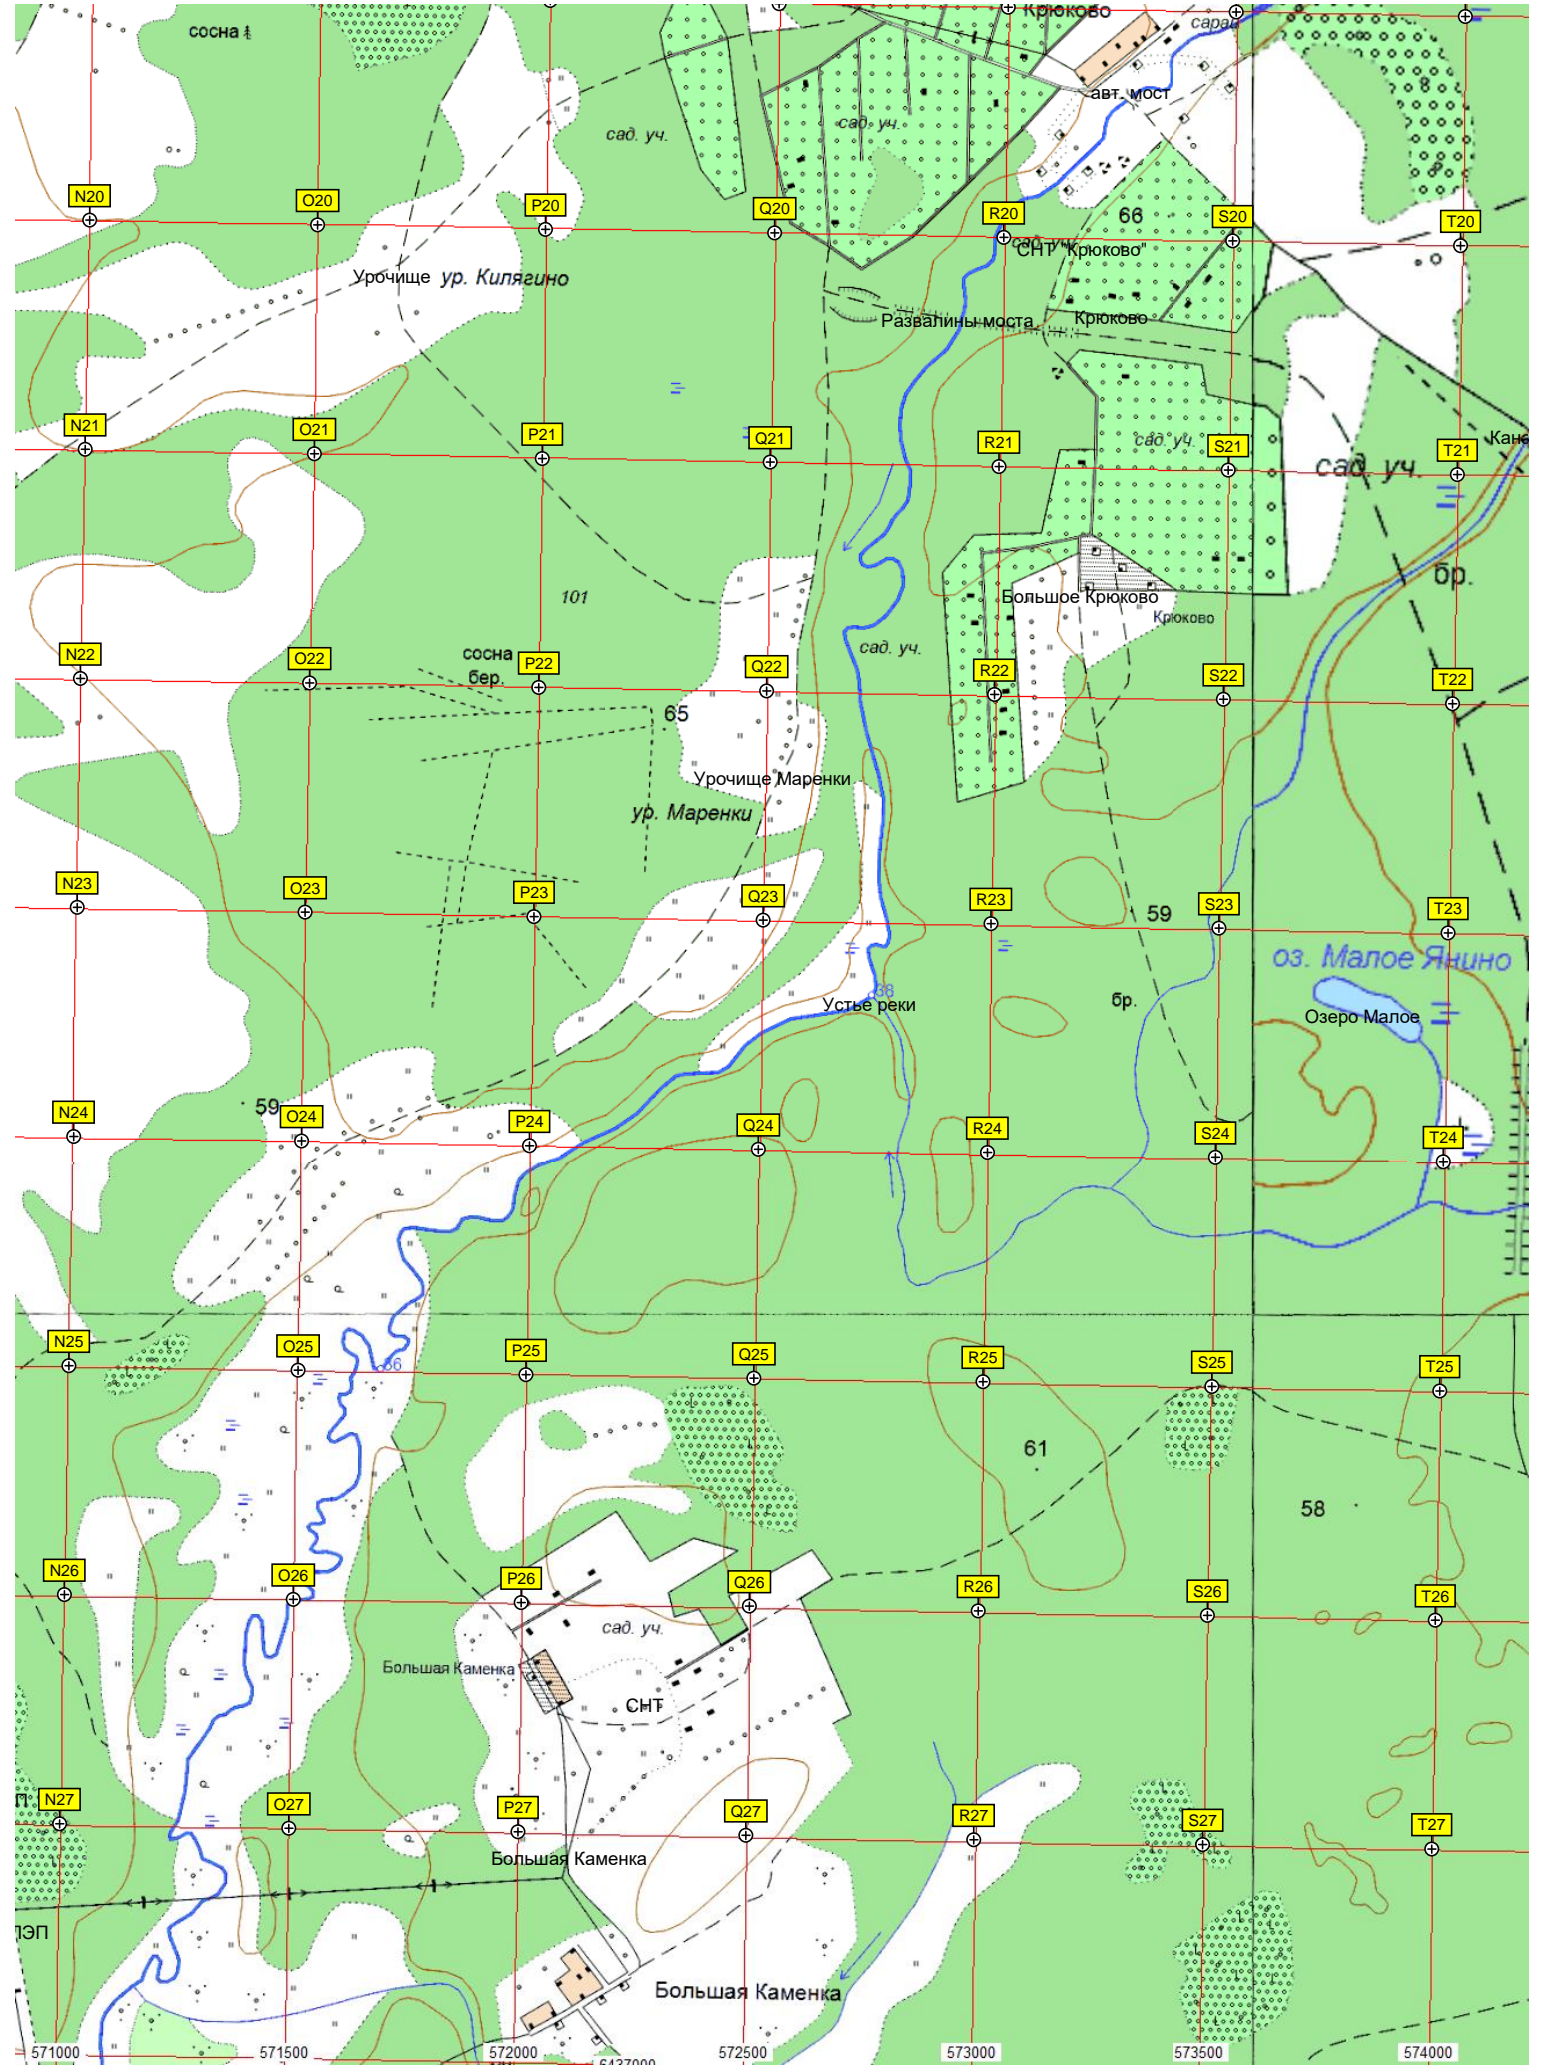 Крюково
сарай
сосна
авт. мост
сад. уч.
сад. уч.
N20
O20
P20
Q20
R20
66
S20
T20
сад. уч.
СНТ "Крюково"
Урочище
ур. Килягино
Развалины моста
Крюково
N21
O21
P21
Q21
R21
сад. уч.
S21
T21
сад. уч.
бр.
101
Большое Крюково
Крюково
сад. уч.
N22
O22
сосна
бер.
P22
Q22
R22
S22
T22
65
Урочище Маренки
ур. Маренки
N23
O23
P23
Q23
R23
59
S23
T23
оз. Малое Янино
38
Устье реки
бр.
Озеро Малое
N24
59
O24
P24
Q24
R24
S24
T24
N25
O25
36
P25
Q25
R25
S25
T25
61
58
N26
O26
P26
Q26
R26
S26
T26
сад. уч.
Большая Каменка
СНТ
N27
O27
P27
Q27
R27
S27
T27
Большая Каменка
ЛЭП
Большая Каменка
571000
571500
572000
6437000
572500
573000
573500
574000